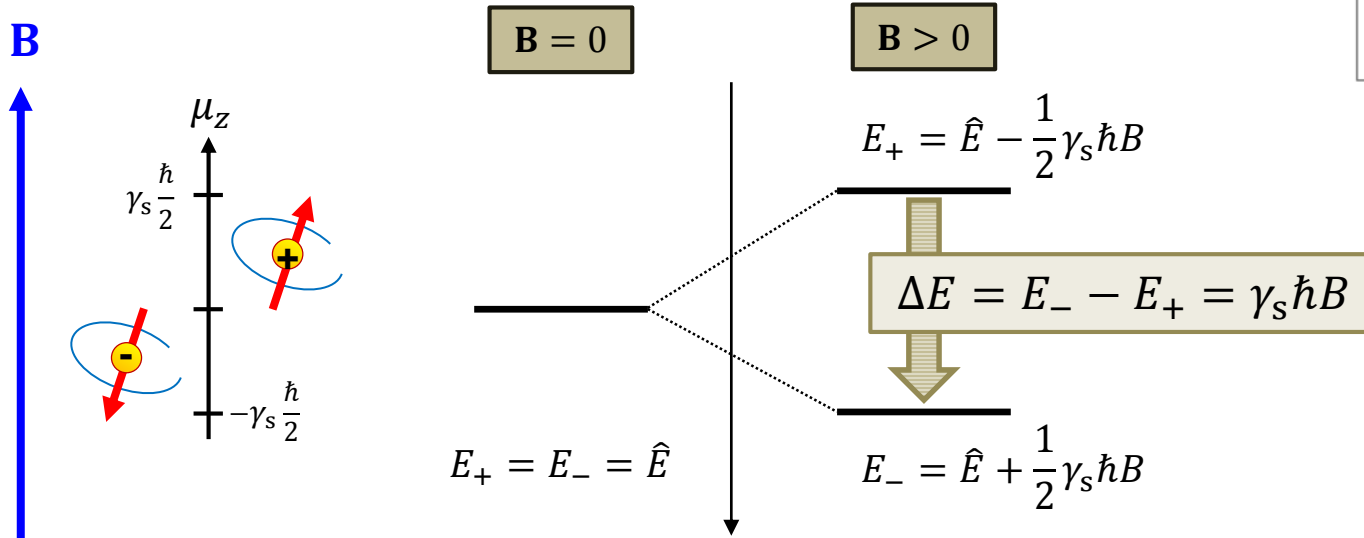 B
B = 0
B > 0
μ_z
γ_s ħ/2
+
-
-γ_s ħ/2
E_+ = E_- = Ê
E_+ = Ê - 1/2 γ_s ħB
ΔE = E_- - E_+ = γ_s ħB
E_- = Ê + 1/2 γ_s ħB